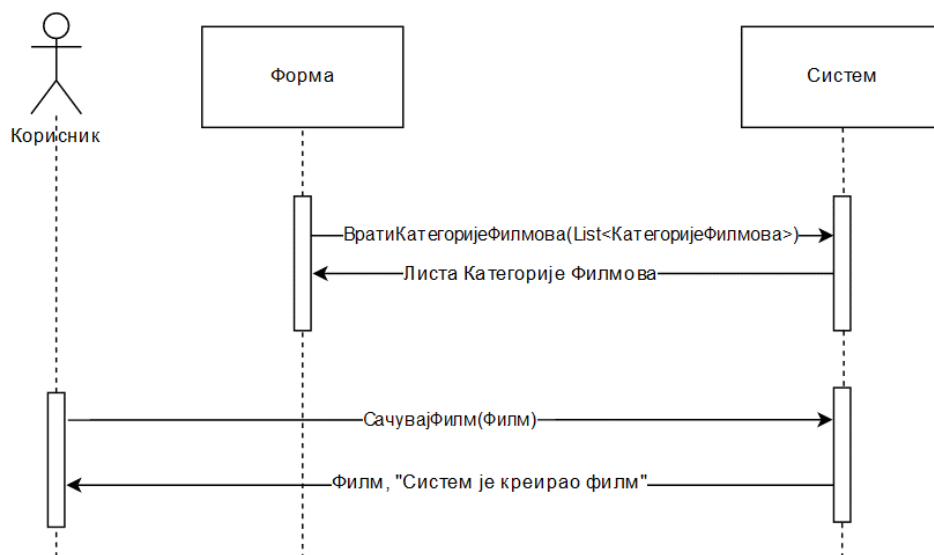 Форма
Систем
Корисник
ВратиКатегоријеФилмова(List<КатегоријеФилмова>)
Листа Категорије Филмова
СачувајФилм(Филм)
Филм, "Систем је креирао филм"